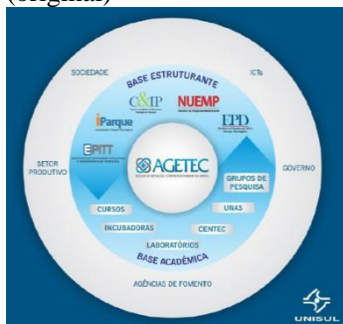 (original)
SOCIEDADE
ICTs
BASE ESTRUTURANTE
C&IP
NUEMP
iParque
EPD
EPITT
AGETEC
SETOR
PRODUTIVO
GOVERNO
GRUPOS DE
PESQUISA
CURSOS
UNAS
INCUBADORAS
CENTEC
LABORATÓRIOS
BASE ACADÊMICA
AGÊNCIAS DE FOMENTO
UNISUL